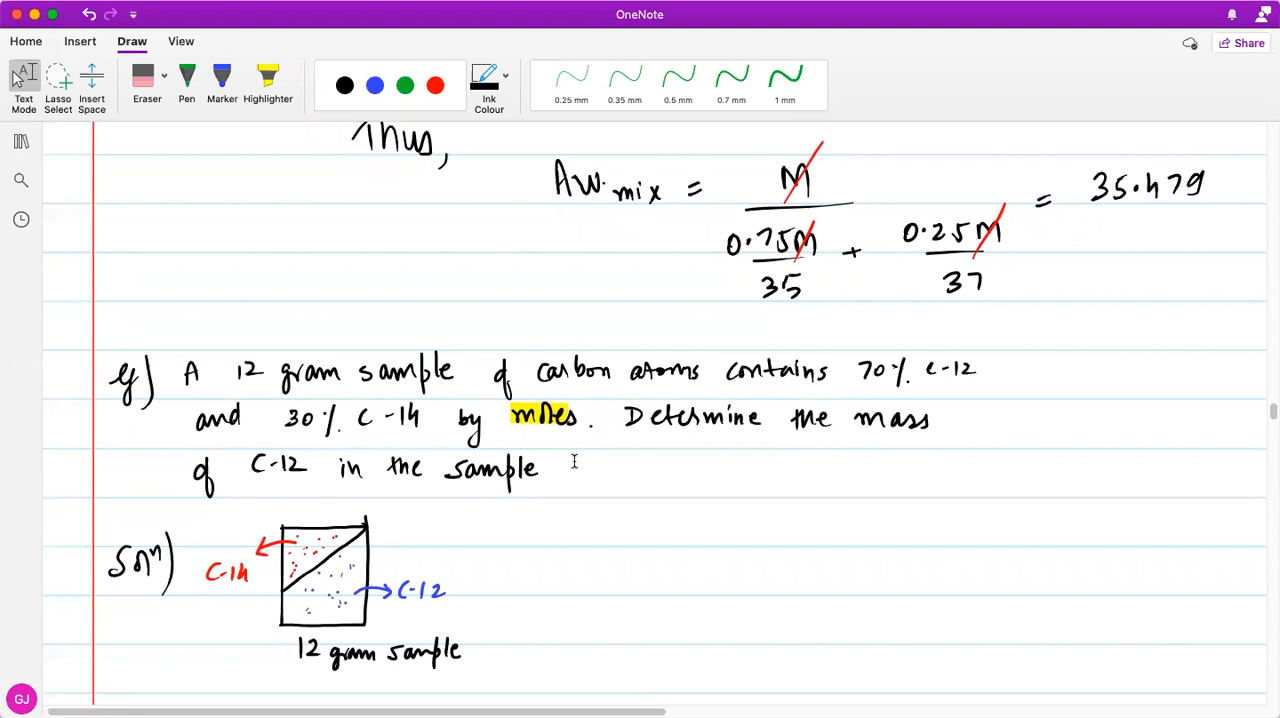 OneNote
Home Insert Draw View
Share
Text Mode
Lasso Select
Insert Space
Eraser
Pen
Marker
Highlighter
Ink Colour
0.25 mm
0.35 mm
0.5 mm
0.7 mm
1 mm
Thus,
Aw. mix = M / (0.75M/35 + 0.25M/37) = 35.479
eg) A 12 gram sample of carbon atoms contains 70% C-12
and 30% C-14 by moles. Determine the mass
of C-12 in the sample
Solⁿ)
C-14
C-12
12 gram sample
GJ